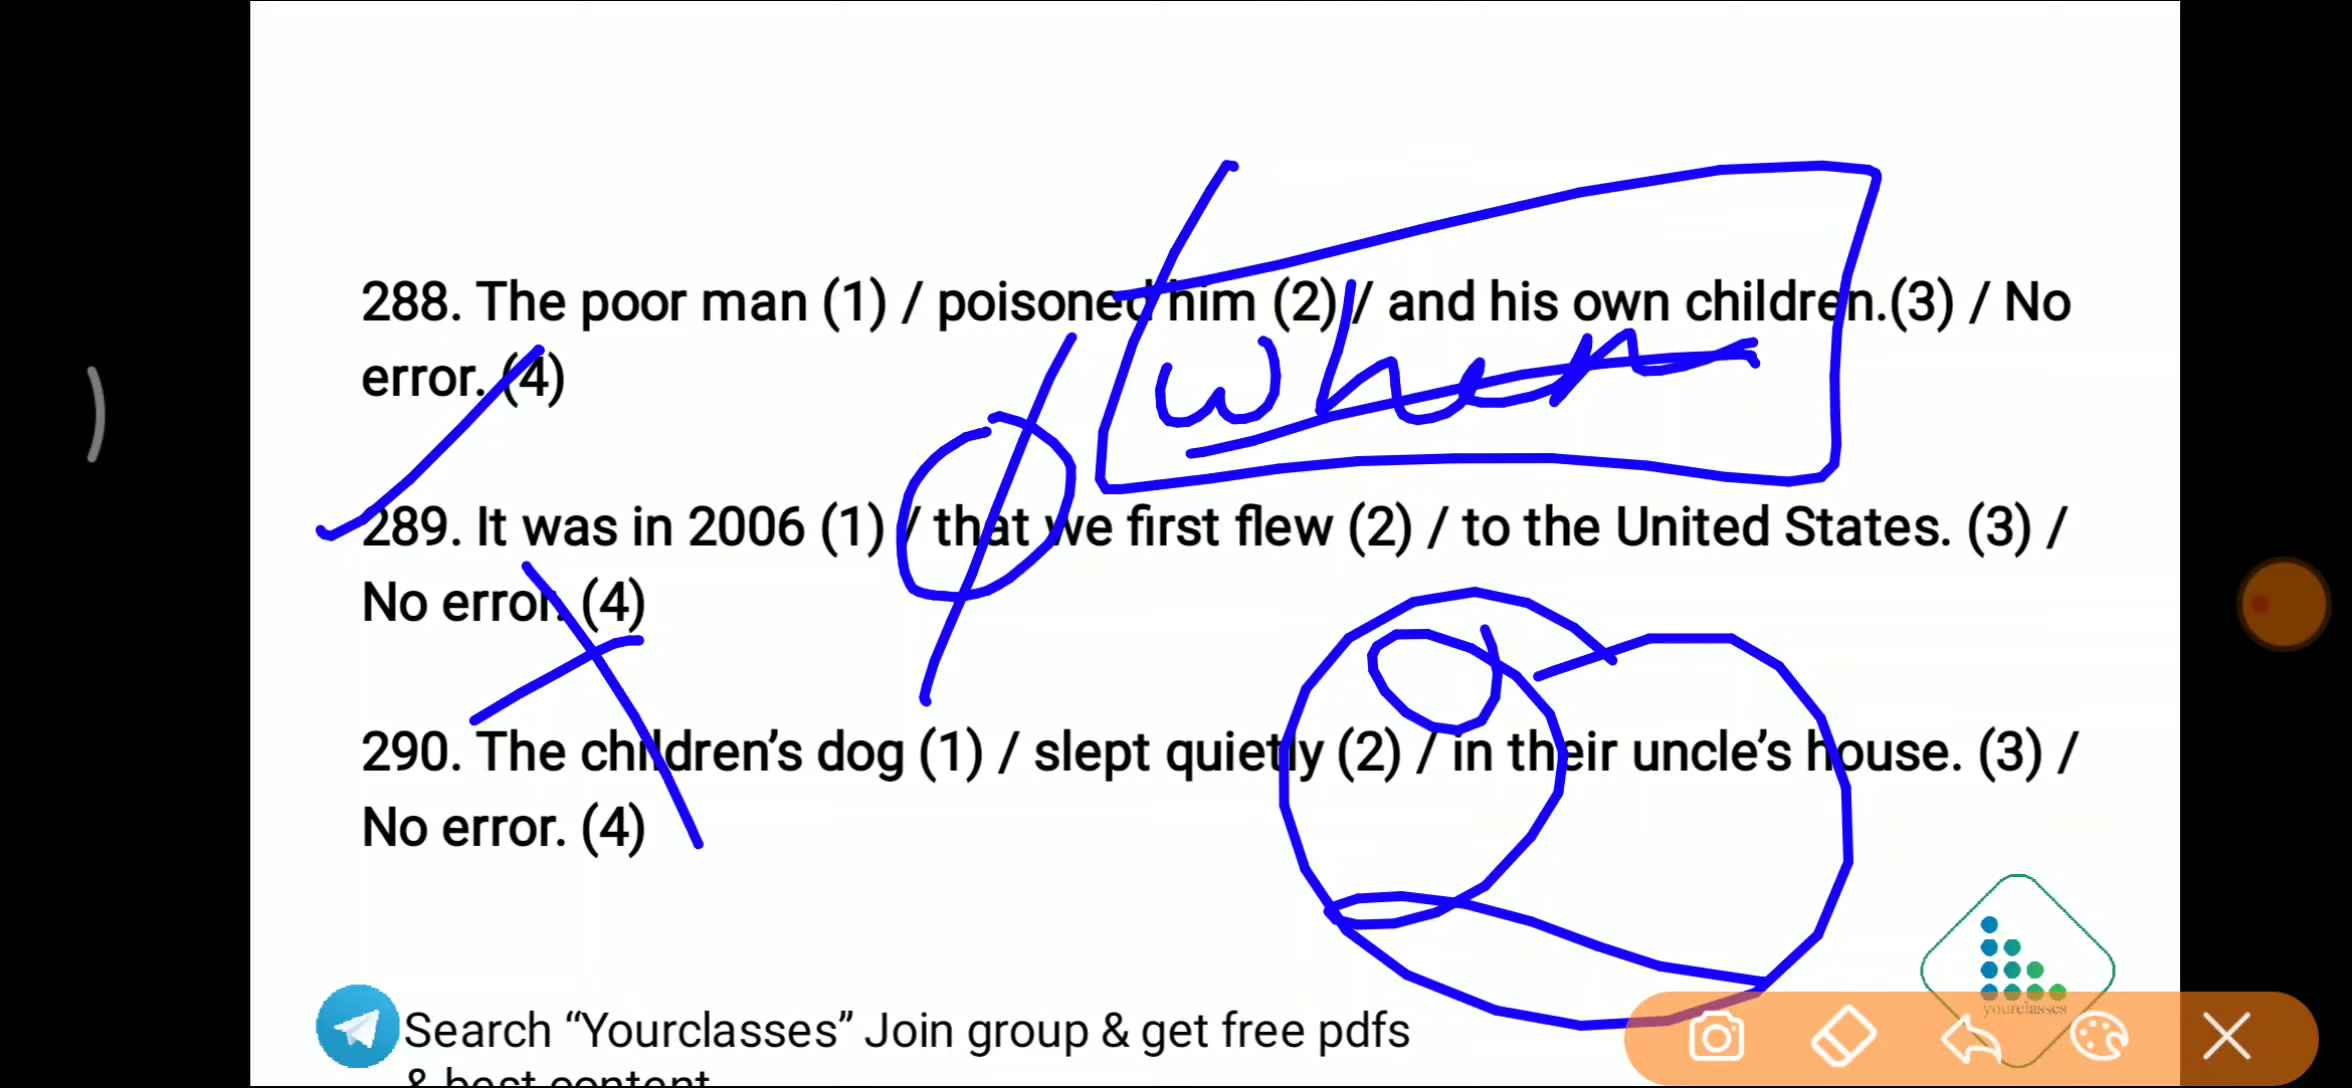 288. The poor man (1) / poisoned him (2) / and his own children.(3) / No
error. (4)
when
289. It was in 2006 (1) / that we first flew (2) / to the United States. (3) /
No error. (4)
290. The children’s dog (1) / slept quietly (2) / in their uncle’s house. (3) /
No error. (4)
yourclasses
Search “Yourclasses” Join group & get free pdfs
& best content